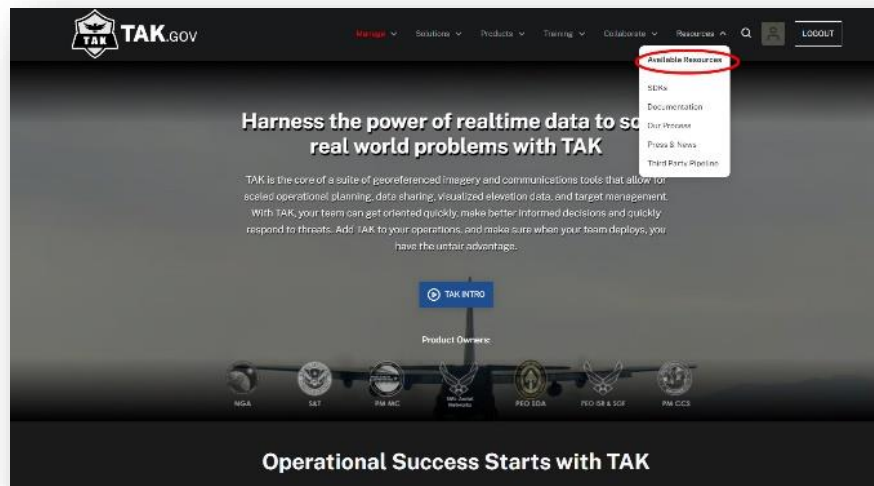 TAK
TAK.GOV
Manage Solutions Products Training Collaborate Resources LOGOUT
Available Resources
SDKs
Documentation
Our Process
Press & News
Third Party Pipeline
Harness the power of realtime data to so
real world problems with TAK
TAK is the core of a suite of georeferenced imagery and communications tools that allow for
scaled operational planning, data sharing, visualized elevation data, and target management.
With TAK, your team can get oriented quickly, make better informed decisions and quickly
respond to threats. Add TAK to your operations, and make sure when your team deploys, you
have the unfair advantage.
TAK INTRO
Product Owners:
NGA SAT PM MC Networks PEO SDA PEO ISR & SOF PM CCS
Operational Success Starts with TAK